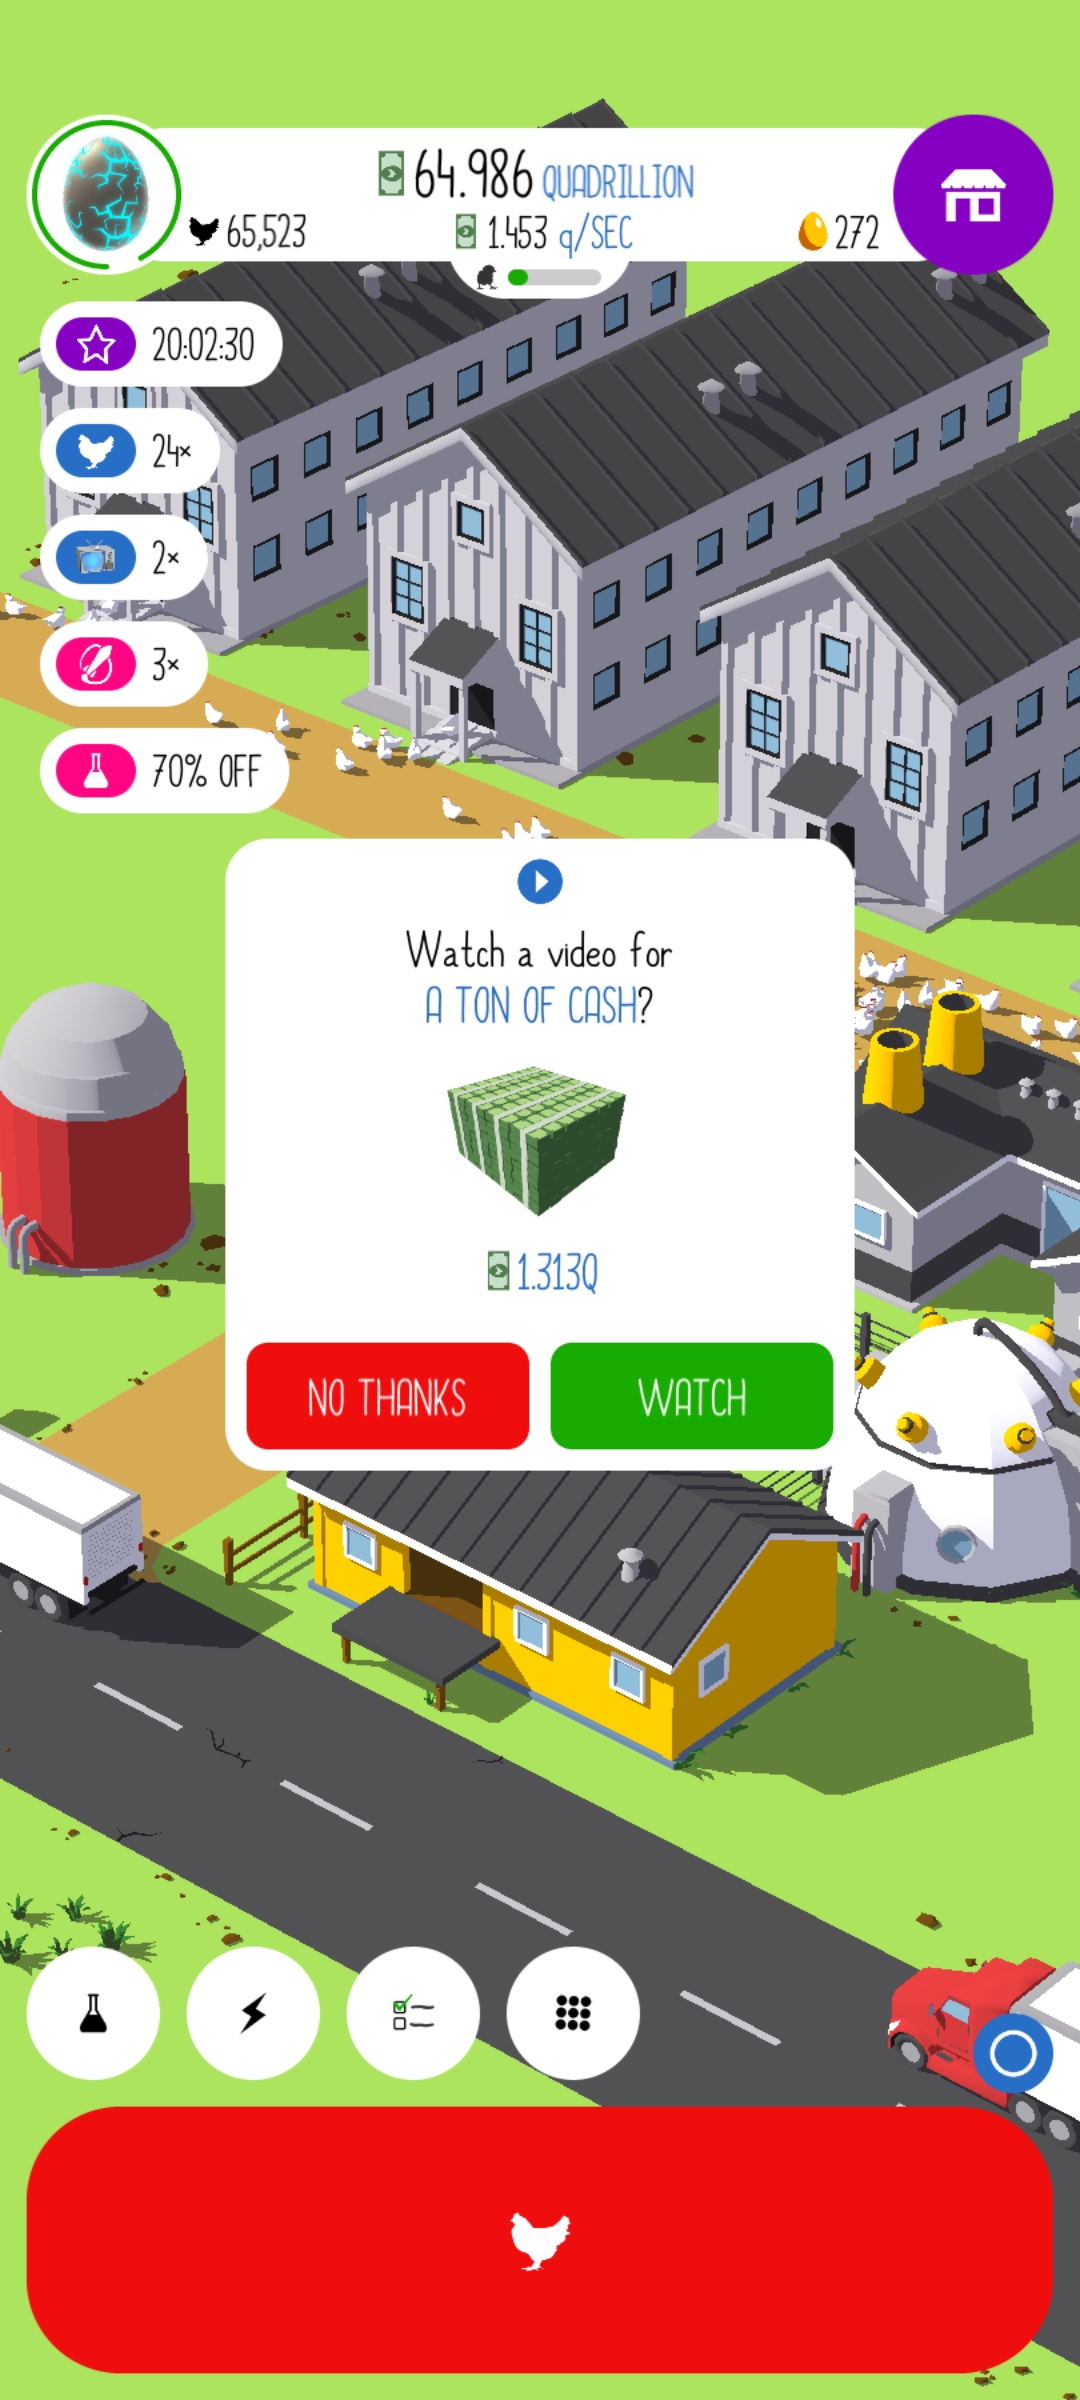 64.986 QUADRILLION
65,523
1.453 q/SEC
272
20:02:30
24×
2×
3×
70% OFF
Watch a video for
A TON OF CASH?
1.313Q
NO THANKS
WATCH